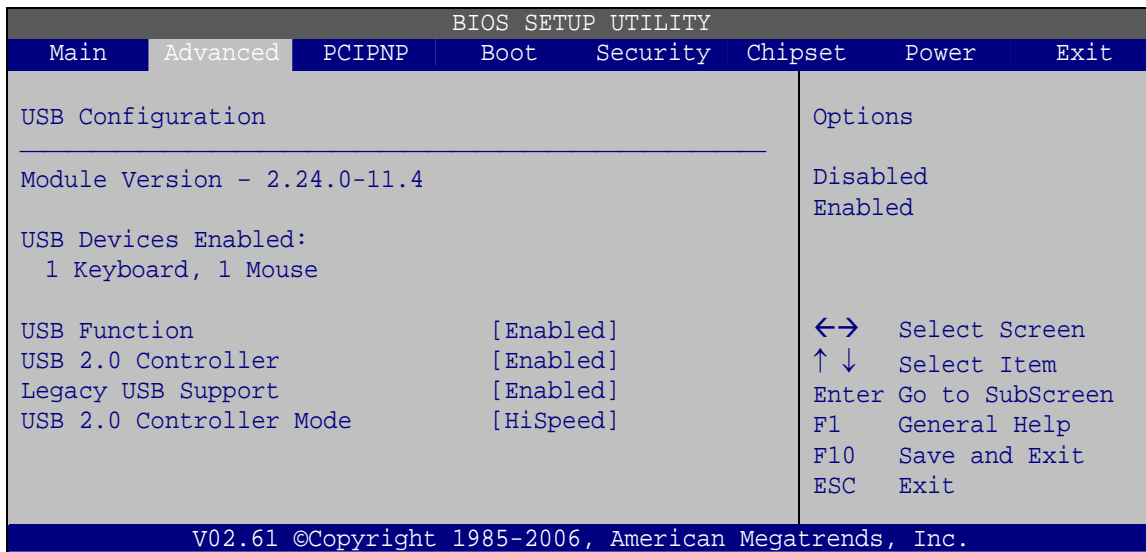 BIOS SETUP UTILITY
Main Advanced PCIPNP Boot Security Chipset Power Exit
USB Configuration
Module Version – 2.24.0-11.4
USB Devices Enabled:
1 Keyboard, 1 Mouse
USB Function [Enabled]
USB 2.0 Controller [Enabled]
Legacy USB Support [Enabled]
USB 2.0 Controller Mode [HiSpeed]
Options
Disabled
Enabled
←→ Select Screen
↑ ↓ Select Item
Enter Go to SubScreen
F1 General Help
F10 Save and Exit
ESC Exit
V02.61 ©Copyright 1985-2006, American Megatrends, Inc.